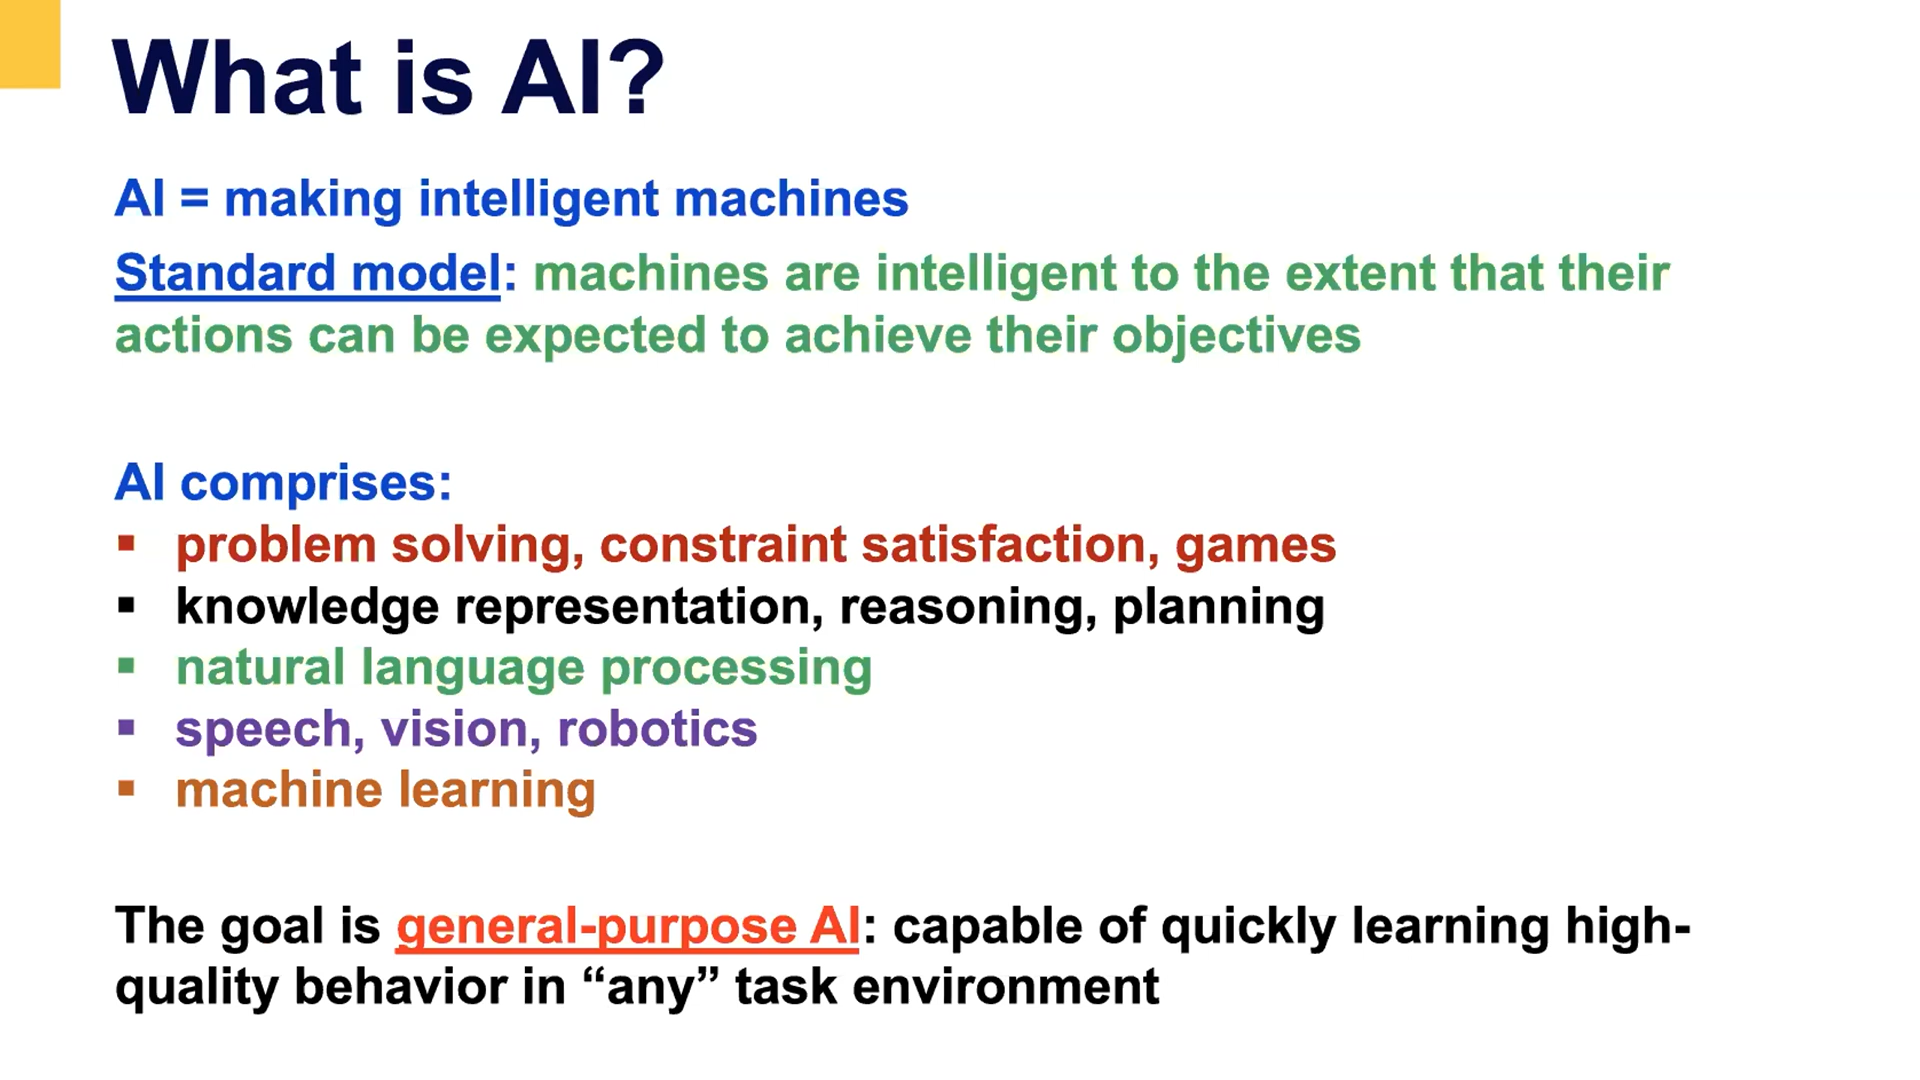 What is AI?
AI = making intelligent machines
Standard model: machines are intelligent to the extent that their
actions can be expected to achieve their objectives
AI comprises:
▪ problem solving, constraint satisfaction, games
▪ knowledge representation, reasoning, planning
▪ natural language processing
▪ speech, vision, robotics
▪ machine learning
The goal is general-purpose AI: capable of quickly learning high-
quality behavior in “any” task environment